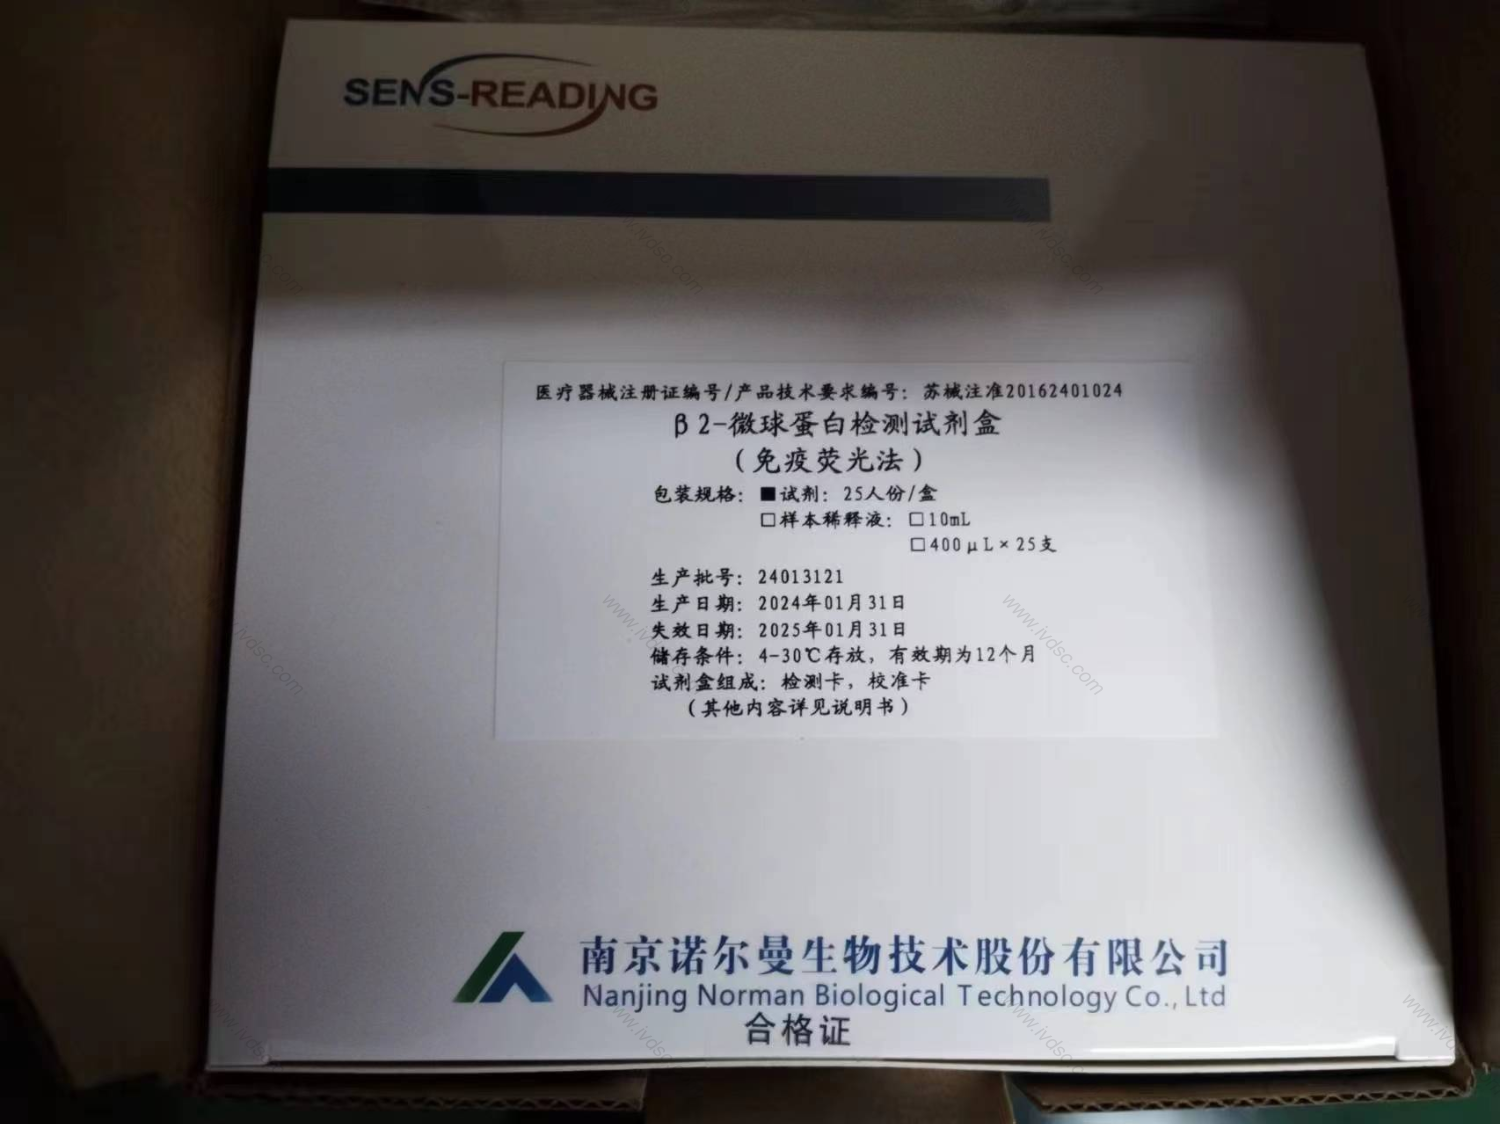 SENS-READING
医疗器械注册证编号/产品技术要求编号：苏械注准20162401024
β2-微球蛋白检测试剂盒
（免疫荧光法）
包装规格：■试剂：25人份/盒
□样本稀释液：□10mL
□400μL×25支
生产批号：24013121
生产日期：2024年01月31日
失效日期：2025年01月31日
储存条件：4-30℃存放，有效期为12个月
试剂盒组成：检测卡，校准卡
（其他内容详见说明书）
南京诺尔曼生物技术股份有限公司
Nanjing Norman Biological Technology Co., Ltd
合格证
www.ivdsc.com